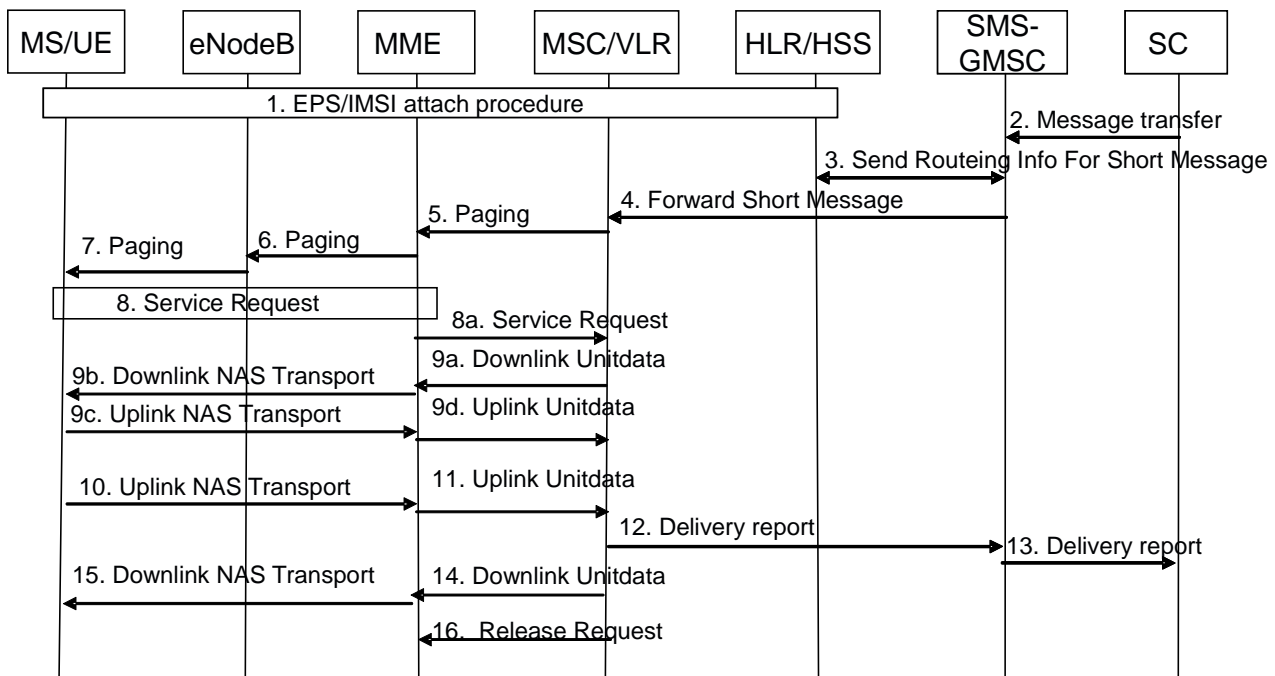 MS/UE
eNodeB
MME
MSC/VLR
HLR/HSS
SMS-
GMSC
SC
1. EPS/IMSI attach procedure
2. Message transfer
3. Send Routeing Info For Short Message
4. Forward Short Message
5. Paging
6. Paging
7. Paging
8. Service Request
8a. Service Request
9a. Downlink Unitdata
9b. Downlink NAS Transport
9c. Uplink NAS Transport
9d. Uplink Unitdata
10. Uplink NAS Transport
11. Uplink Unitdata
12. Delivery report
13. Delivery report
14. Downlink Unitdata
15. Downlink NAS Transport
16. Release Request